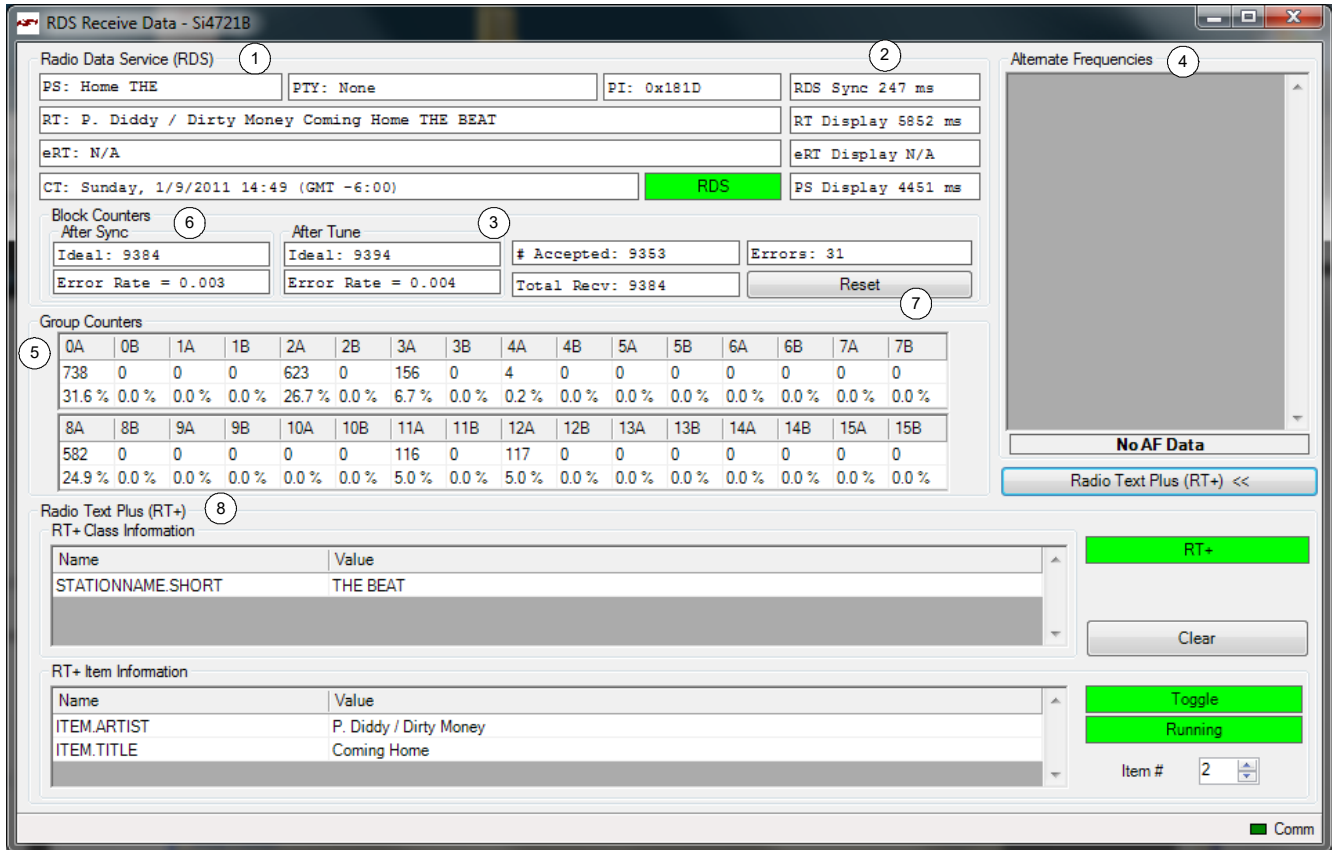 RDS Receive Data - Si4721B
Radio Data Service (RDS) 1 2
PS: Home THE PTY: None PI: 0x181D RDS Sync 247 ms
RT: P. Diddy / Dirty Money Coming Home THE BEAT RT Display 5852 ms
eRT: N/A eRT Display N/A
CT: Sunday, 1/9/2011 14:49 (GMT -6:00) RDS PS Display 4451 ms
Block Counters
After Sync 6 After Tune 3
Ideal: 9384 Ideal: 9394 # Accepted: 9353 Errors: 31
Error Rate = 0.003 Error Rate = 0.004 Total Recv: 9384 Reset
7
Alternate Frequencies 4
No AF Data
Radio Text Plus (RT+) <<
Group Counters
5
0A 0B 1A 1B 2A 2B 3A 3B 4A 4B 5A 5B 6A 6B 7A 7B
738 0 0 0 623 0 156 0 4 0 0 0 0 0 0 0
31.6 % 0.0 % 0.0 % 0.0 % 26.7 % 0.0 % 6.7 % 0.0 % 0.2 % 0.0 % 0.0 % 0.0 % 0.0 % 0.0 % 0.0 % 0.0 %
8A 8B 9A 9B 10A 10B 11A 11B 12A 12B 13A 13B 14A 14B 15A 15B
582 0 0 0 0 0 116 0 117 0 0 0 0 0 0 0
24.9 % 0.0 % 0.0 % 0.0 % 0.0 % 0.0 % 5.0 % 0.0 % 5.0 % 0.0 % 0.0 % 0.0 % 0.0 % 0.0 % 0.0 % 0.0 %
Radio Text Plus (RT+) 8
RT+ Class Information
Name Value
STATIONNAME.SHORT THE BEAT
RT+
Clear
RT+ Item Information
Name Value
ITEM.ARTIST P. Diddy / Dirty Money
ITEM.TITLE Coming Home
Toggle
Running
Item # 2
Comm